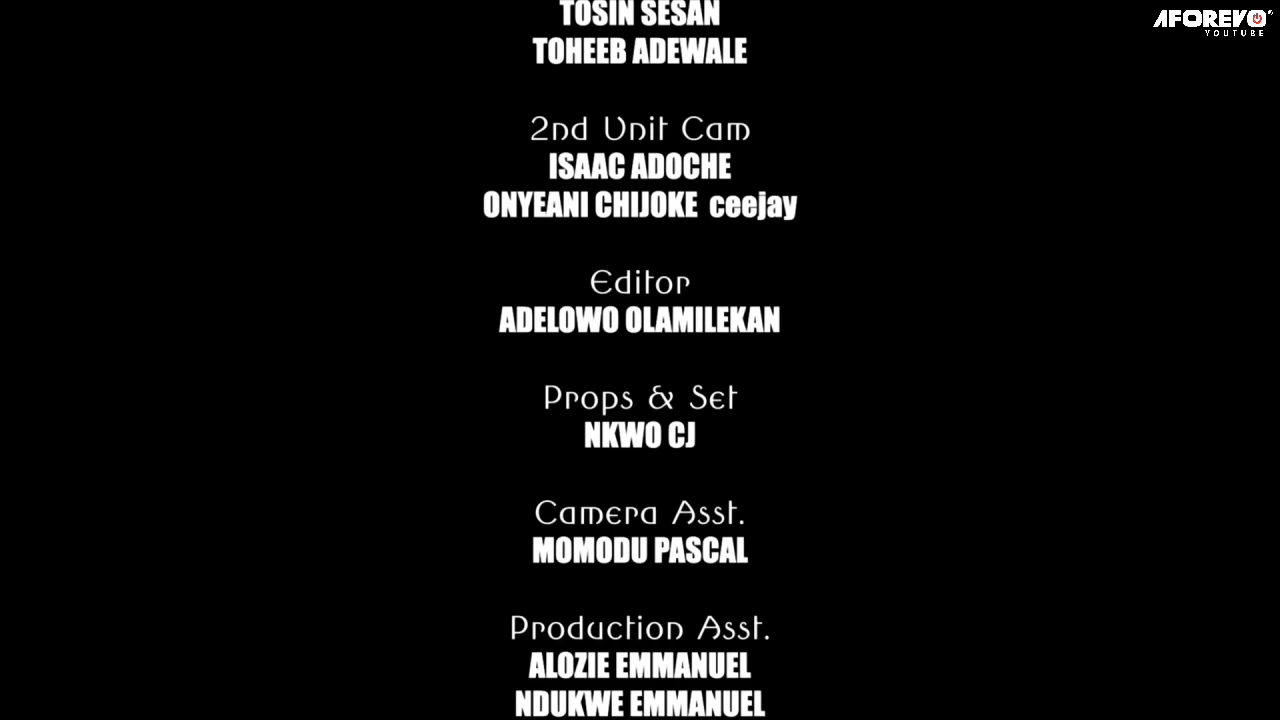 TOSIN SESAN
TOHEEB ADEWALE
AFOREVO
YOUTUBE
2nd Unit Cam
ISAAC ADOCHE
ONYEANI CHIJOKE ceejay
Editor
ADELOWO OLAMILEKAN
Props & Set
NKWO CJ
Camera Asst.
MOMODU PASCAL
Production Asst.
ALOZIE EMMANUEL
NDUKWE EMMANUEL